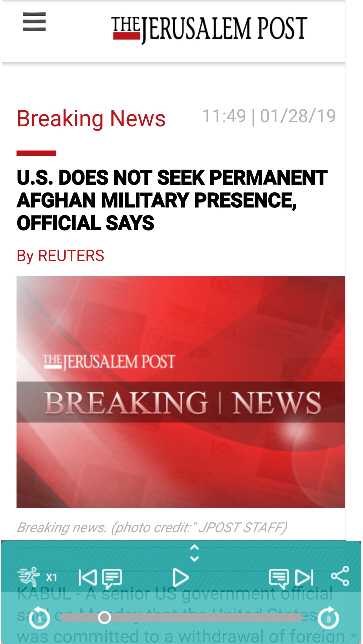 THE JERUSALEM POST
Breaking News
11:49 | 01/28/19
U.S. DOES NOT SEEK PERMANENT
AFGHAN MILITARY PRESENCE,
OFFICIAL SAYS
By REUTERS
THE JERUSALEM POST
BREAKING | NEWS
Breaking news. (photo credit:" JPOST STAFF)
X1
KABUL - A senior US government official
said on Monday that the United States
5
5
was committed to a withdrawal of foreign